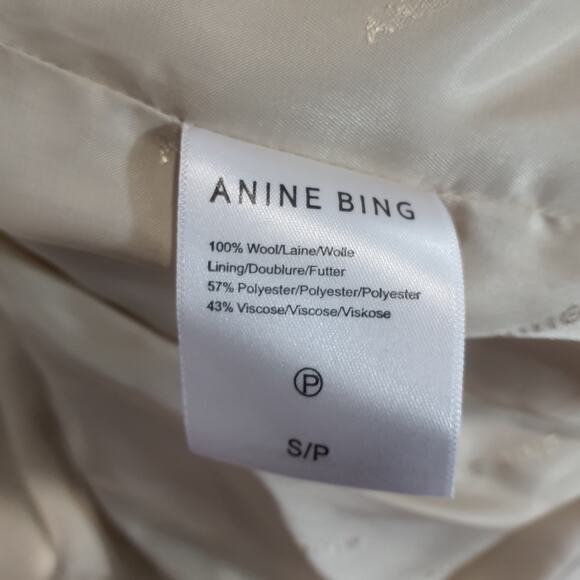 ANINE BING
100% Wool/Laine/Wolle
Lining/Doublure/Futter
57% Polyester/Polyester/Polyester
43% Viscose/Viscose/Viskose
P
S/P